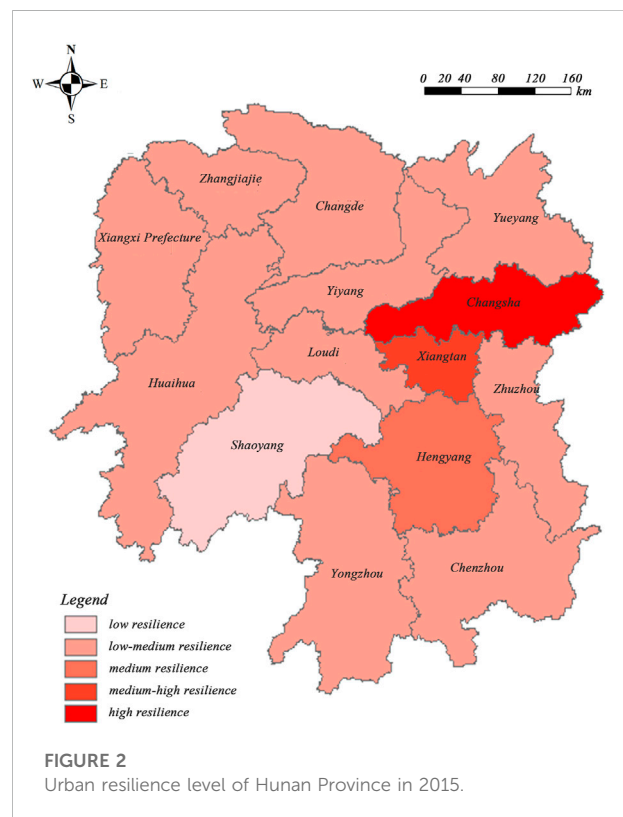 N
W E
S
0 20 40 80 120 160
km
Zhangjiajie
Changde
Yueyang
Xiangxi Prefecture
Yiyang
Changsha
Loudi
Xiangtan
Huaihua
Zhuzhou
Shaoyang
Hengyang
Yongzhou
Chenzhou
Legend
low resilience
low-medium resilience
medium resilience
medium-high resilience
high resilience
FIGURE 2
Urban resilience level of Hunan Province in 2015.